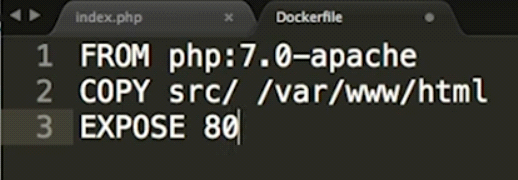 index.php × Dockerfile
1 FROM php:7.0-apache
2 COPY src/ /var/www/html
3 EXPOSE 80